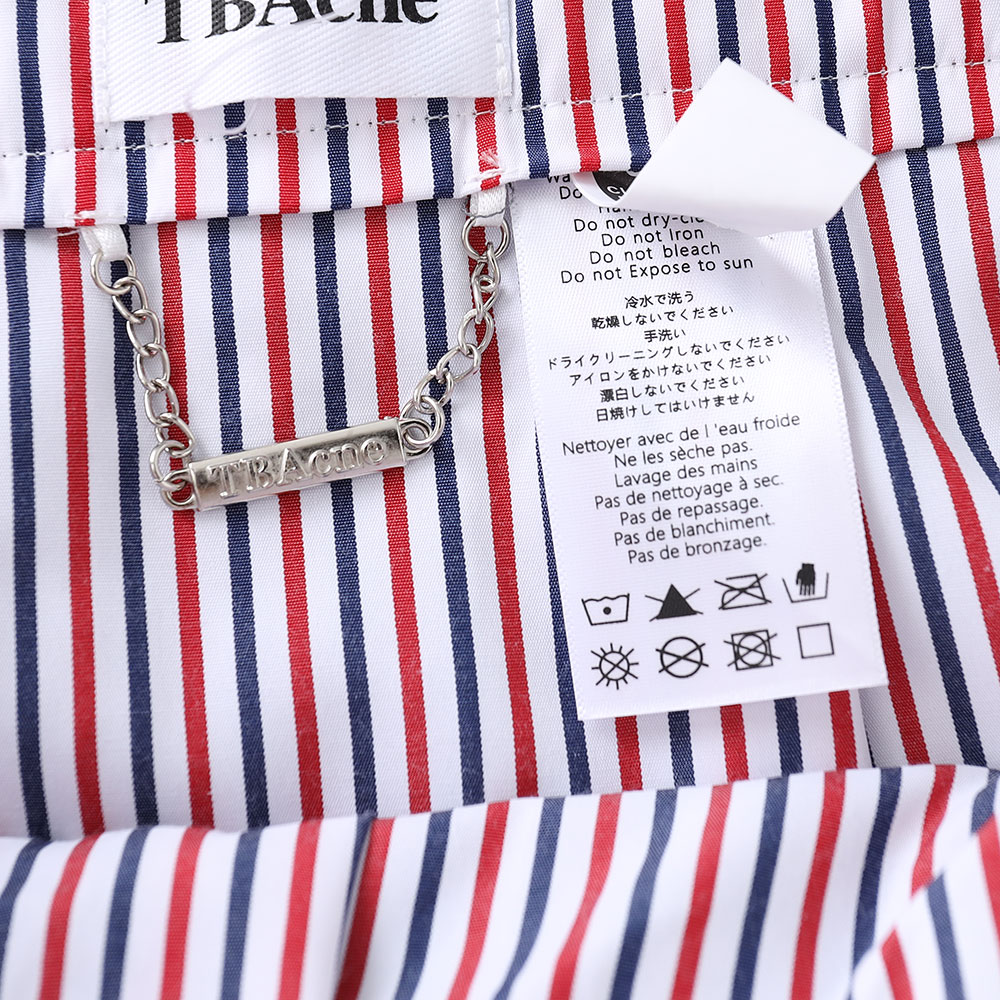 TBAcne
TBAcne
Wa
Do
Do not dry-cle
Do not Iron
Do not bleach
Do not Expose to sun
冷水で洗う
乾燥しないでください
手洗い
ドライクリーニングしないでください
アイロンをかけないでください
漂白しないでください
日焼けしてはいけません
Nettoyer avec de l 'eau froide
Ne les sèche pas.
Lavage des mains
Pas de nettoyage à sec.
Pas de repassage.
Pas de blanchiment.
Pas de bronzage.